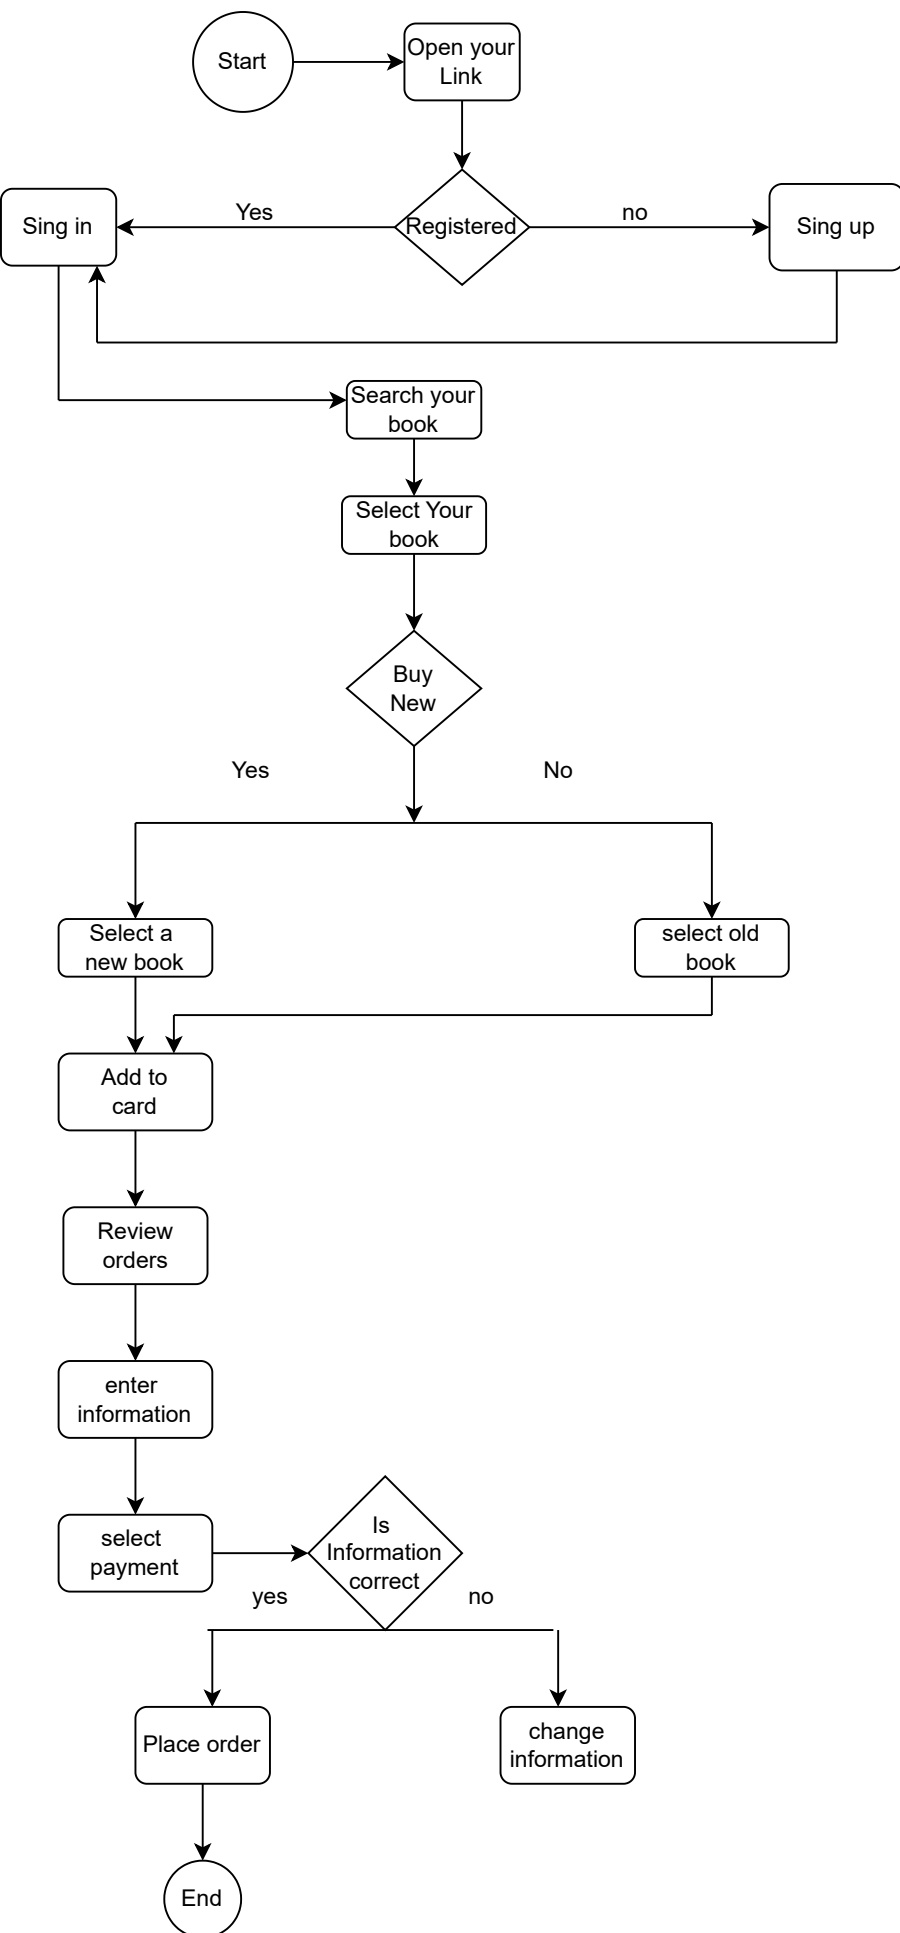 Start
Open your
Link
Registered
Yes
no
Sing in
Sing up
Search your
book
Select Your
book
Buy
New
Yes
No
Select a
new book
select old
book
Add to
card
Review
orders
enter
information
select
payment
Is
Information
correct
yes
no
Place order
change
information
End